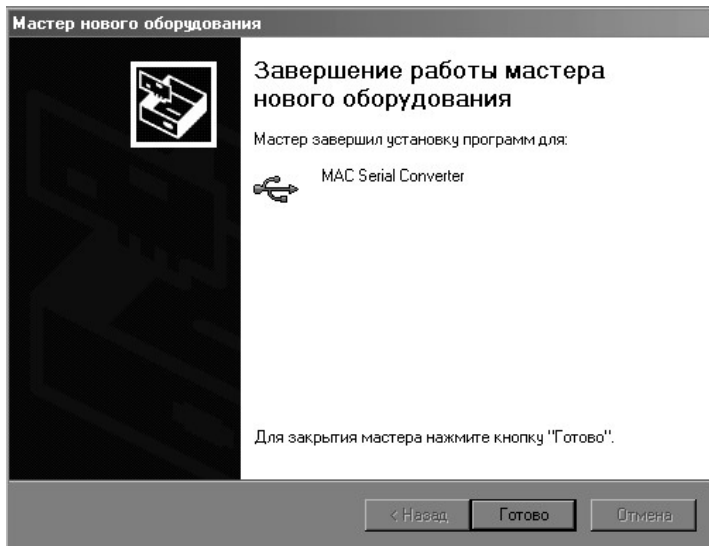 Мастер нового оборудования
Завершение работы мастера
нового оборудования
Мастер завершил установку программ для:
MAC Serial Converter
Для закрытия мастера нажмите кнопку "Готово".
< Назад
Готово
Отмена